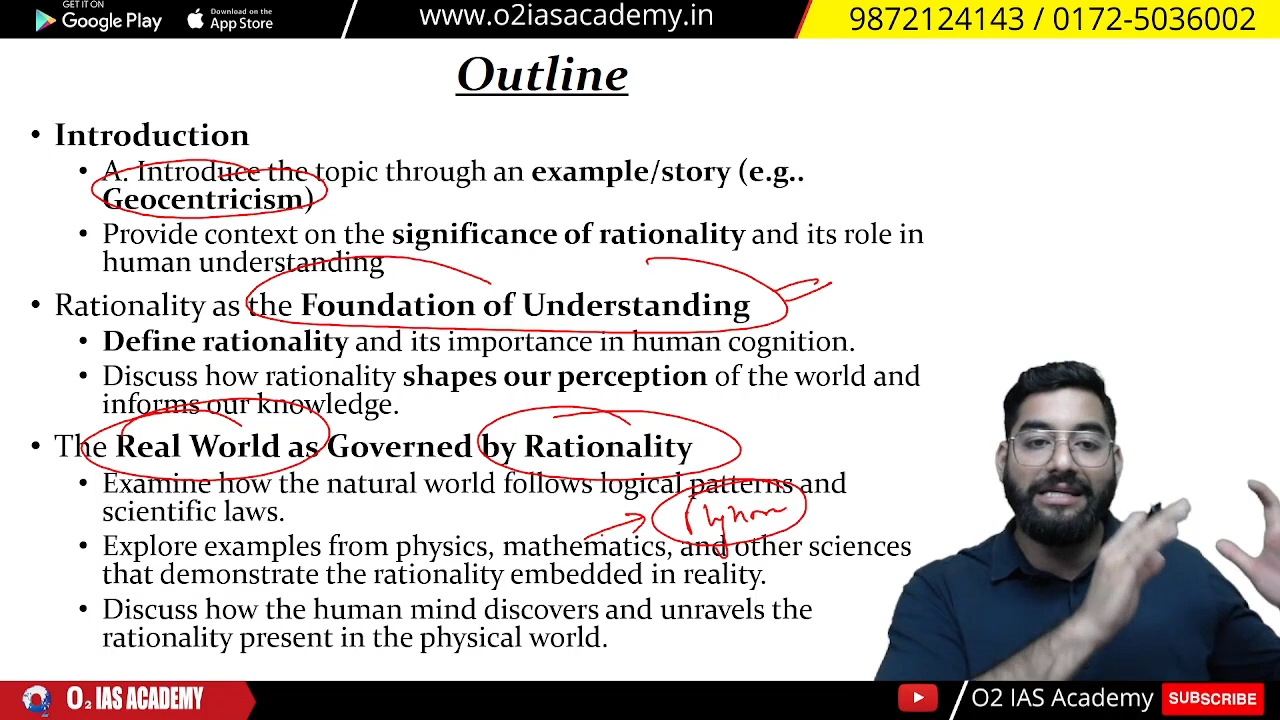 GET IT ON
Google Play
Download on the
App Store
www.o2iasacademy.in
9872124143 / 0172-5036002
Outline
• Introduction
• A. Introduce the topic through an example/story (e.g..
Geocentricism)
• Provide context on the significance of rationality and its role in
human understanding
• Rationality as the Foundation of Understanding
• Define rationality and its importance in human cognition.
• Discuss how rationality shapes our perception of the world and
informs our knowledge.
• The Real World as Governed by Rationality
• Examine how the natural world follows logical patterns and
scientific laws.
• Explore examples from physics, mathematics, and other sciences
that demonstrate the rationality embedded in reality.
• Discuss how the human mind discovers and unravels the
rationality present in the physical world.
O₂ IAS ACADEMY
O2 IAS Academy
SUBSCRIBE